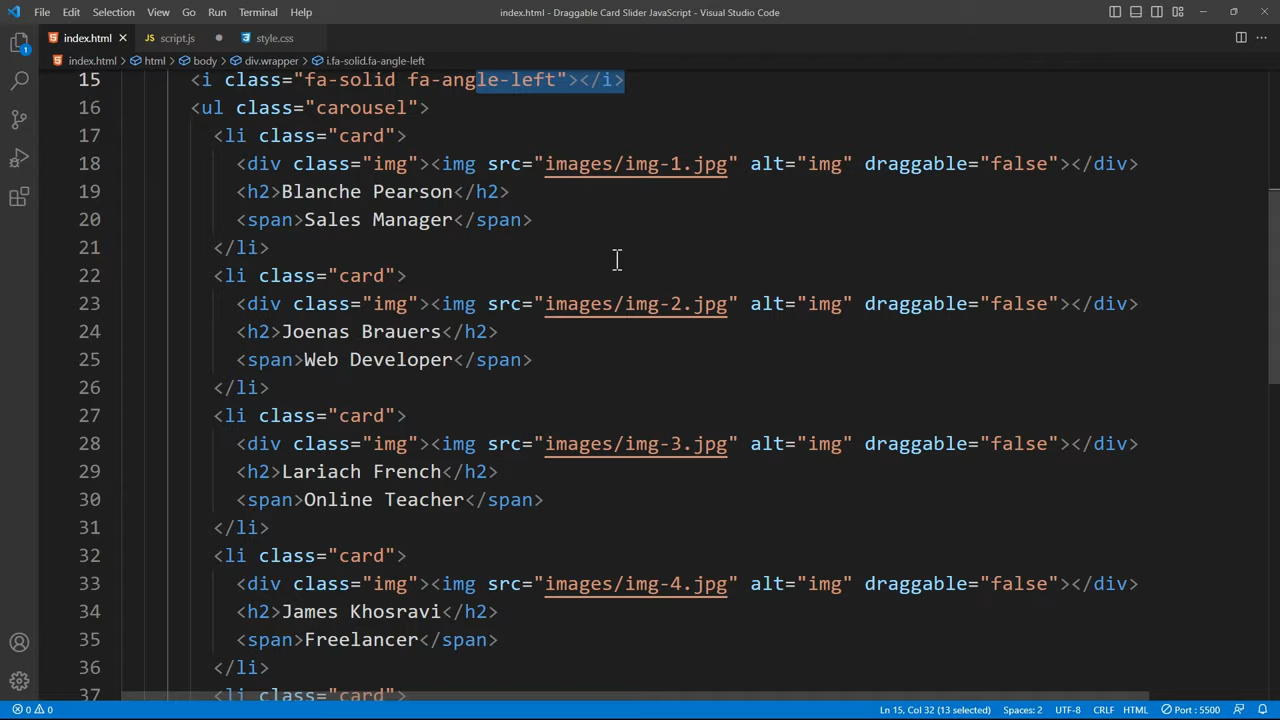 File Edit Selection View Go Run Terminal Help index.html - Draggable Card Slider JavaScript - Visual Studio Code
index.html JS script.js style.css
index.html > html > body > div.wrapper > i.fa-solid.fa-angle-left
15 <i class="fa-solid fa-angle-left"></i>
16 <ul class="carousel">
17 <li class="card">
18 <div class="img"><img src="images/img-1.jpg" alt="img" draggable="false"></div>
19 <h2>Blanche Pearson</h2>
20 <span>Sales Manager</span>
21 </li>
22 <li class="card">
23 <div class="img"><img src="images/img-2.jpg" alt="img" draggable="false"></div>
24 <h2>Joenas Brauers</h2>
25 <span>Web Developer</span>
26 </li>
27 <li class="card">
28 <div class="img"><img src="images/img-3.jpg" alt="img" draggable="false"></div>
29 <h2>Lariach French</h2>
30 <span>Online Teacher</span>
31 </li>
32 <li class="card">
33 <div class="img"><img src="images/img-4.jpg" alt="img" draggable="false"></div>
34 <h2>James Khosravi</h2>
35 <span>Freelancer</span>
36 </li>
37 <li class="card">
0 0 Ln 15, Col 32 (13 selected) Spaces: 2 UTF-8 CRLF HTML Port : 5500